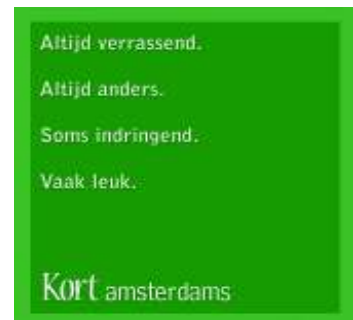 Altijd verrassend.
Altijd anders.
Soms indringend.
Vaak leuk.
Kort amsterdams